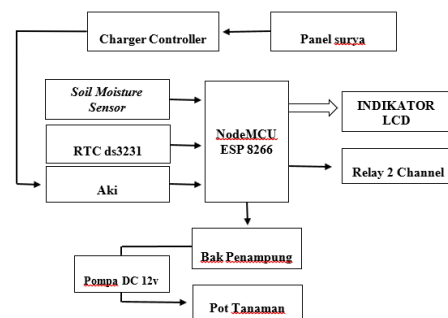 Charger Controller
Panel surya
Soil Moisture
Sensor
RTC ds3231
Aki
NodeMCU
ESP 8266
INDIKATOR
LCD
Relay 2 Channel
Bak Penampung
Pompa DC 12v
Pot Tanaman